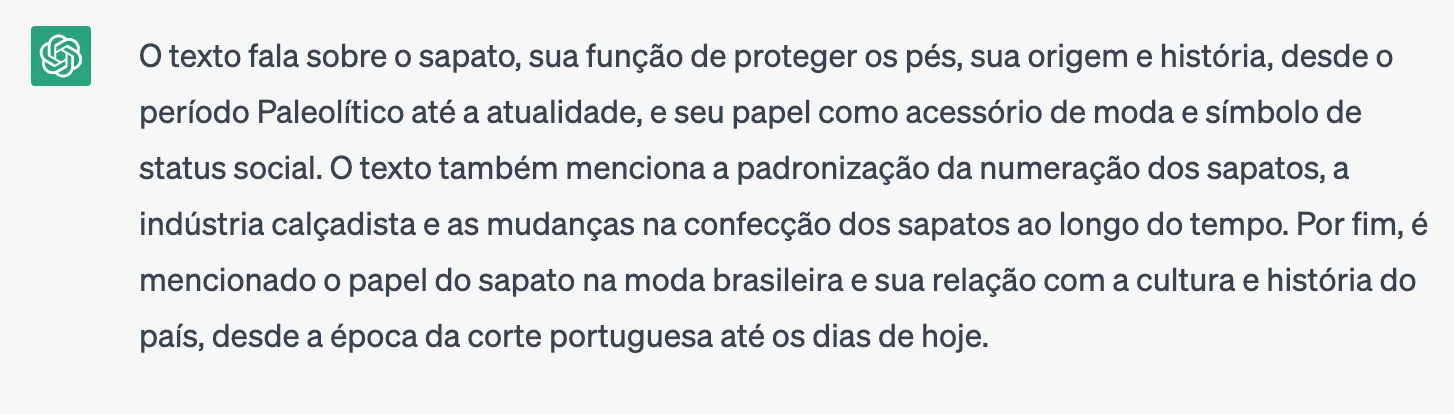 O texto fala sobre o sapato, sua função de proteger os pés, sua origem e história, desde o
período Paleolítico até a atualidade, e seu papel como acessório de moda e símbolo de
status social. O texto também menciona a padronização da numeração dos sapatos, a
indústria calçadista e as mudanças na confecção dos sapatos ao longo do tempo. Por fim, é
mencionado o papel do sapato na moda brasileira e sua relação com a cultura e história do
país, desde a época da corte portuguesa até os dias de hoje.